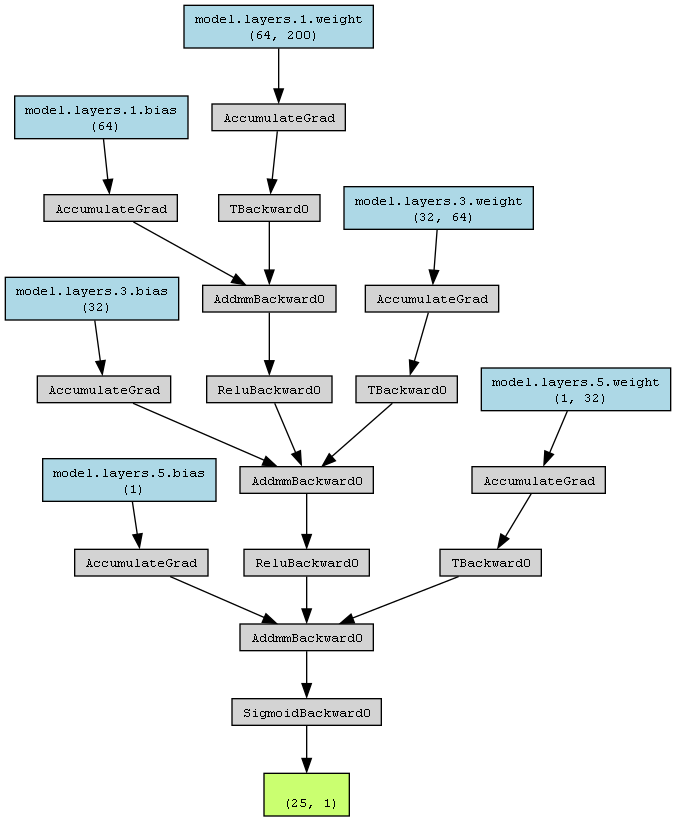 model.layers.1.weight
(64, 200)
model.layers.1.bias
(64)
AccumulateGrad
AccumulateGrad
TBackward0
model.layers.3.weight
(32, 64)
model.layers.3.bias
(32)
AddmmBackward0
AccumulateGrad
AccumulateGrad
ReluBackward0
TBackward0
model.layers.5.weight
(1, 32)
model.layers.5.bias
(1)
AddmmBackward0
AccumulateGrad
AccumulateGrad
ReluBackward0
TBackward0
AddmmBackward0
SigmoidBackward0
(25, 1)